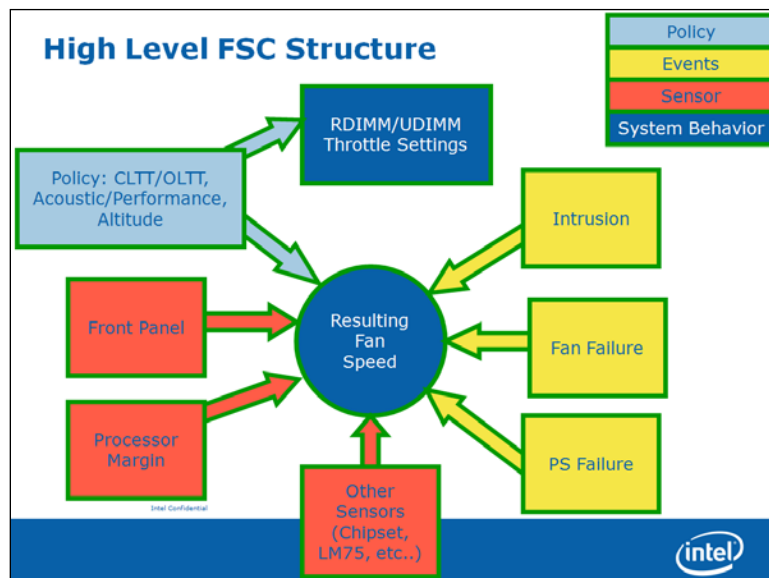 High Level FSC Structure
Policy
Events
Sensor
System Behavior
RDIMM/UDIMM
Throttle Settings
Policy: CLTT/OLTT,
Acoustic/Performance,
Altitude
Intrusion
Front Panel
Resulting
Fan
Speed
Fan Failure
Processor
Margin
PS Failure
Other
Sensors
(Chipset,
LM75, etc..)
Intel Confidential
intel